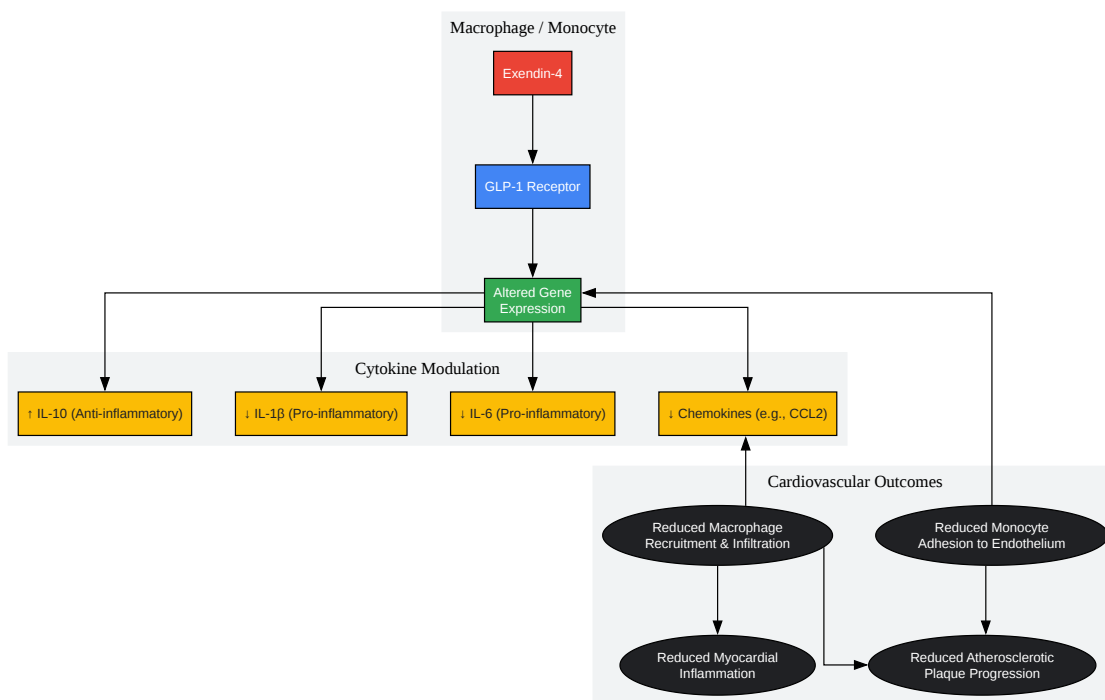 Macrophage / Monocyte
Exendin-4
GLP-1 Receptor
Altered Gene
Expression
Cytokine Modulation
↑ IL-10 (Anti-inflammatory)
↓ IL-1β (Pro-inflammatory)
↓ IL-6 (Pro-inflammatory)
↓ Chemokines (e.g., CCL2)
Cardiovascular Outcomes
Reduced Macrophage
Recruitment & Infiltration
Reduced Monocyte
Adhesion to Endothelium
Reduced Myocardial
Inflammation
Reduced Atherosclerotic
Plaque Progression